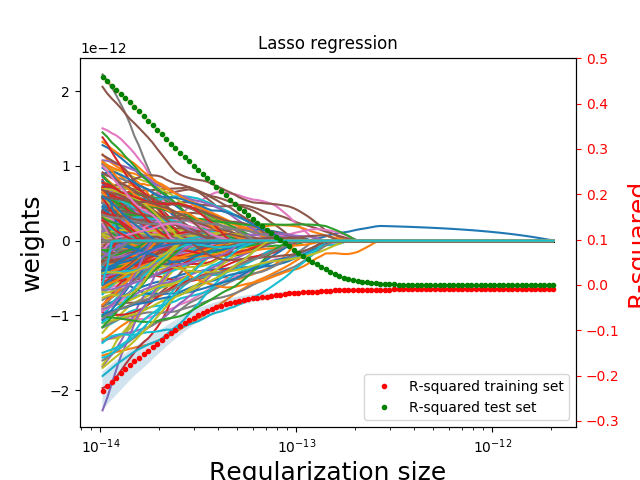 Lasso regression
1e−12
2
1
0
−1
−2
weights
0.5
0.4
0.3
0.2
0.1
0.0
−0.1
−0.2
−0.3
R-squared
R-squared training set
R-squared test set
10−14
10−13
10−12
Regularization size